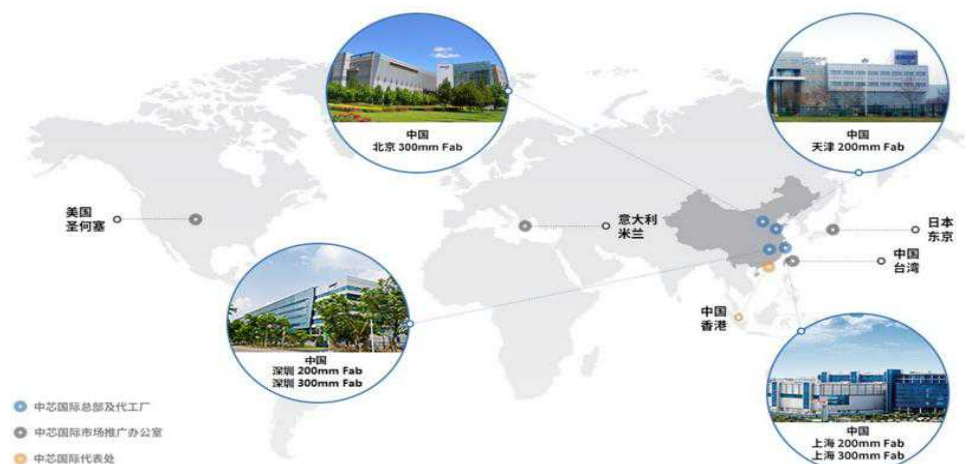 中国
北京 300mm Fab
中国
天津 200mm Fab
美国
圣何塞
意大利
米兰
日本
东京
中国
台湾
中国
香港
中国
深圳 200mm Fab
深圳 300mm Fab
中国
上海 200mm Fab
上海 300mm Fab
中芯国际总部及代工厂
中芯国际市场推广办公室
中芯国际代表处